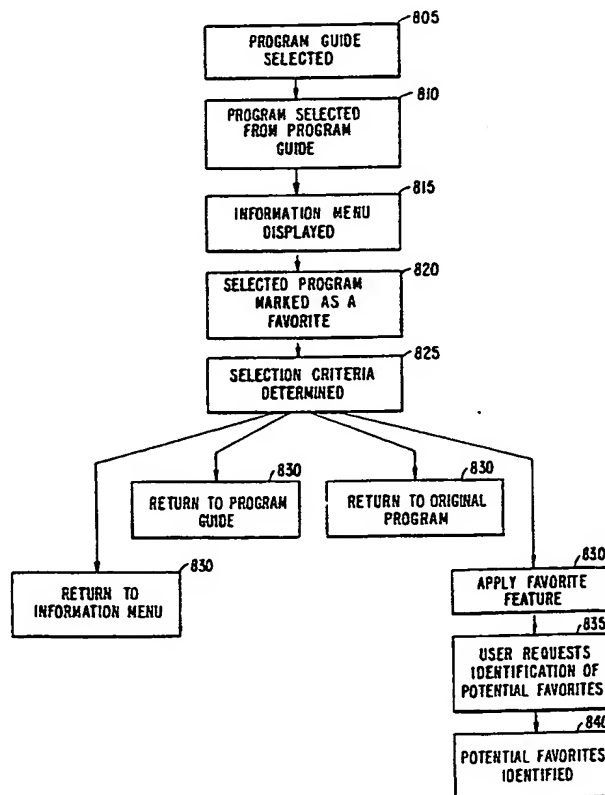 805
PROGRAM GUIDE
SELECTED
810
PROGRAM SELECTED
FROM PROGRAM
GUIDE
815
INFORMATION MENU
DISPLAYED
820
SELECTED PROGRAM
MARKED AS A
FAVORITE
825
SELECTION CRITERIA
DETERMINED
830
RETURN TO
INFORMATION MENU
830
RETURN TO PROGRAM
GUIDE
830
RETURN TO ORIGINAL
PROGRAM
830
APPLY FAVORITE
FEATURE
835
USER REQUESTS
IDENTIFICATION OF
POTENTIAL FAVORITES
840
POTENTIAL FAVORITES
IDENTIFIED